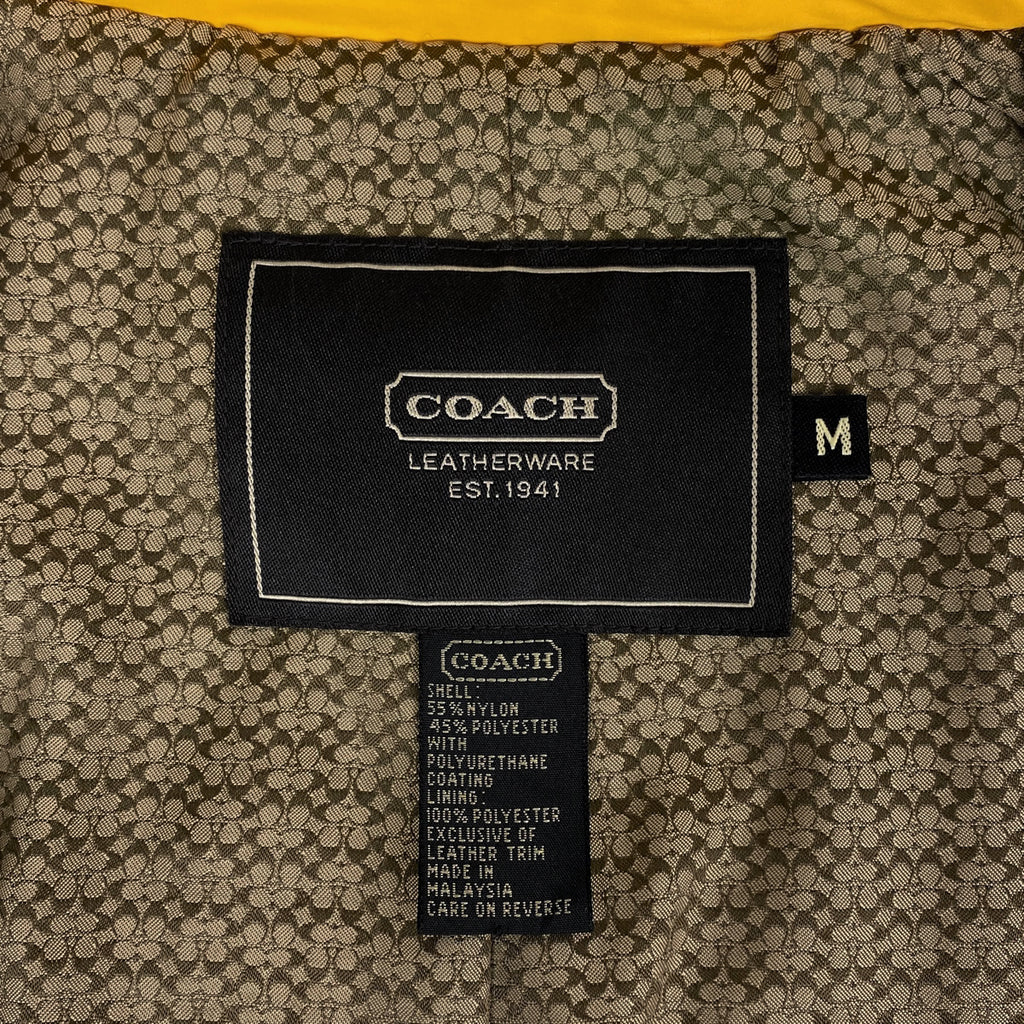 COACH
LEATHERWARE
EST. 1941
M
COACH
SHELL:
55% NYLON
45% POLYESTER
WITH
POLYURETHANE
COATING
LINING:
100% POLYESTER
EXCLUSIVE OF
LEATHER TRIM
MADE IN
MALAYSIA
CARE ON REVERSE